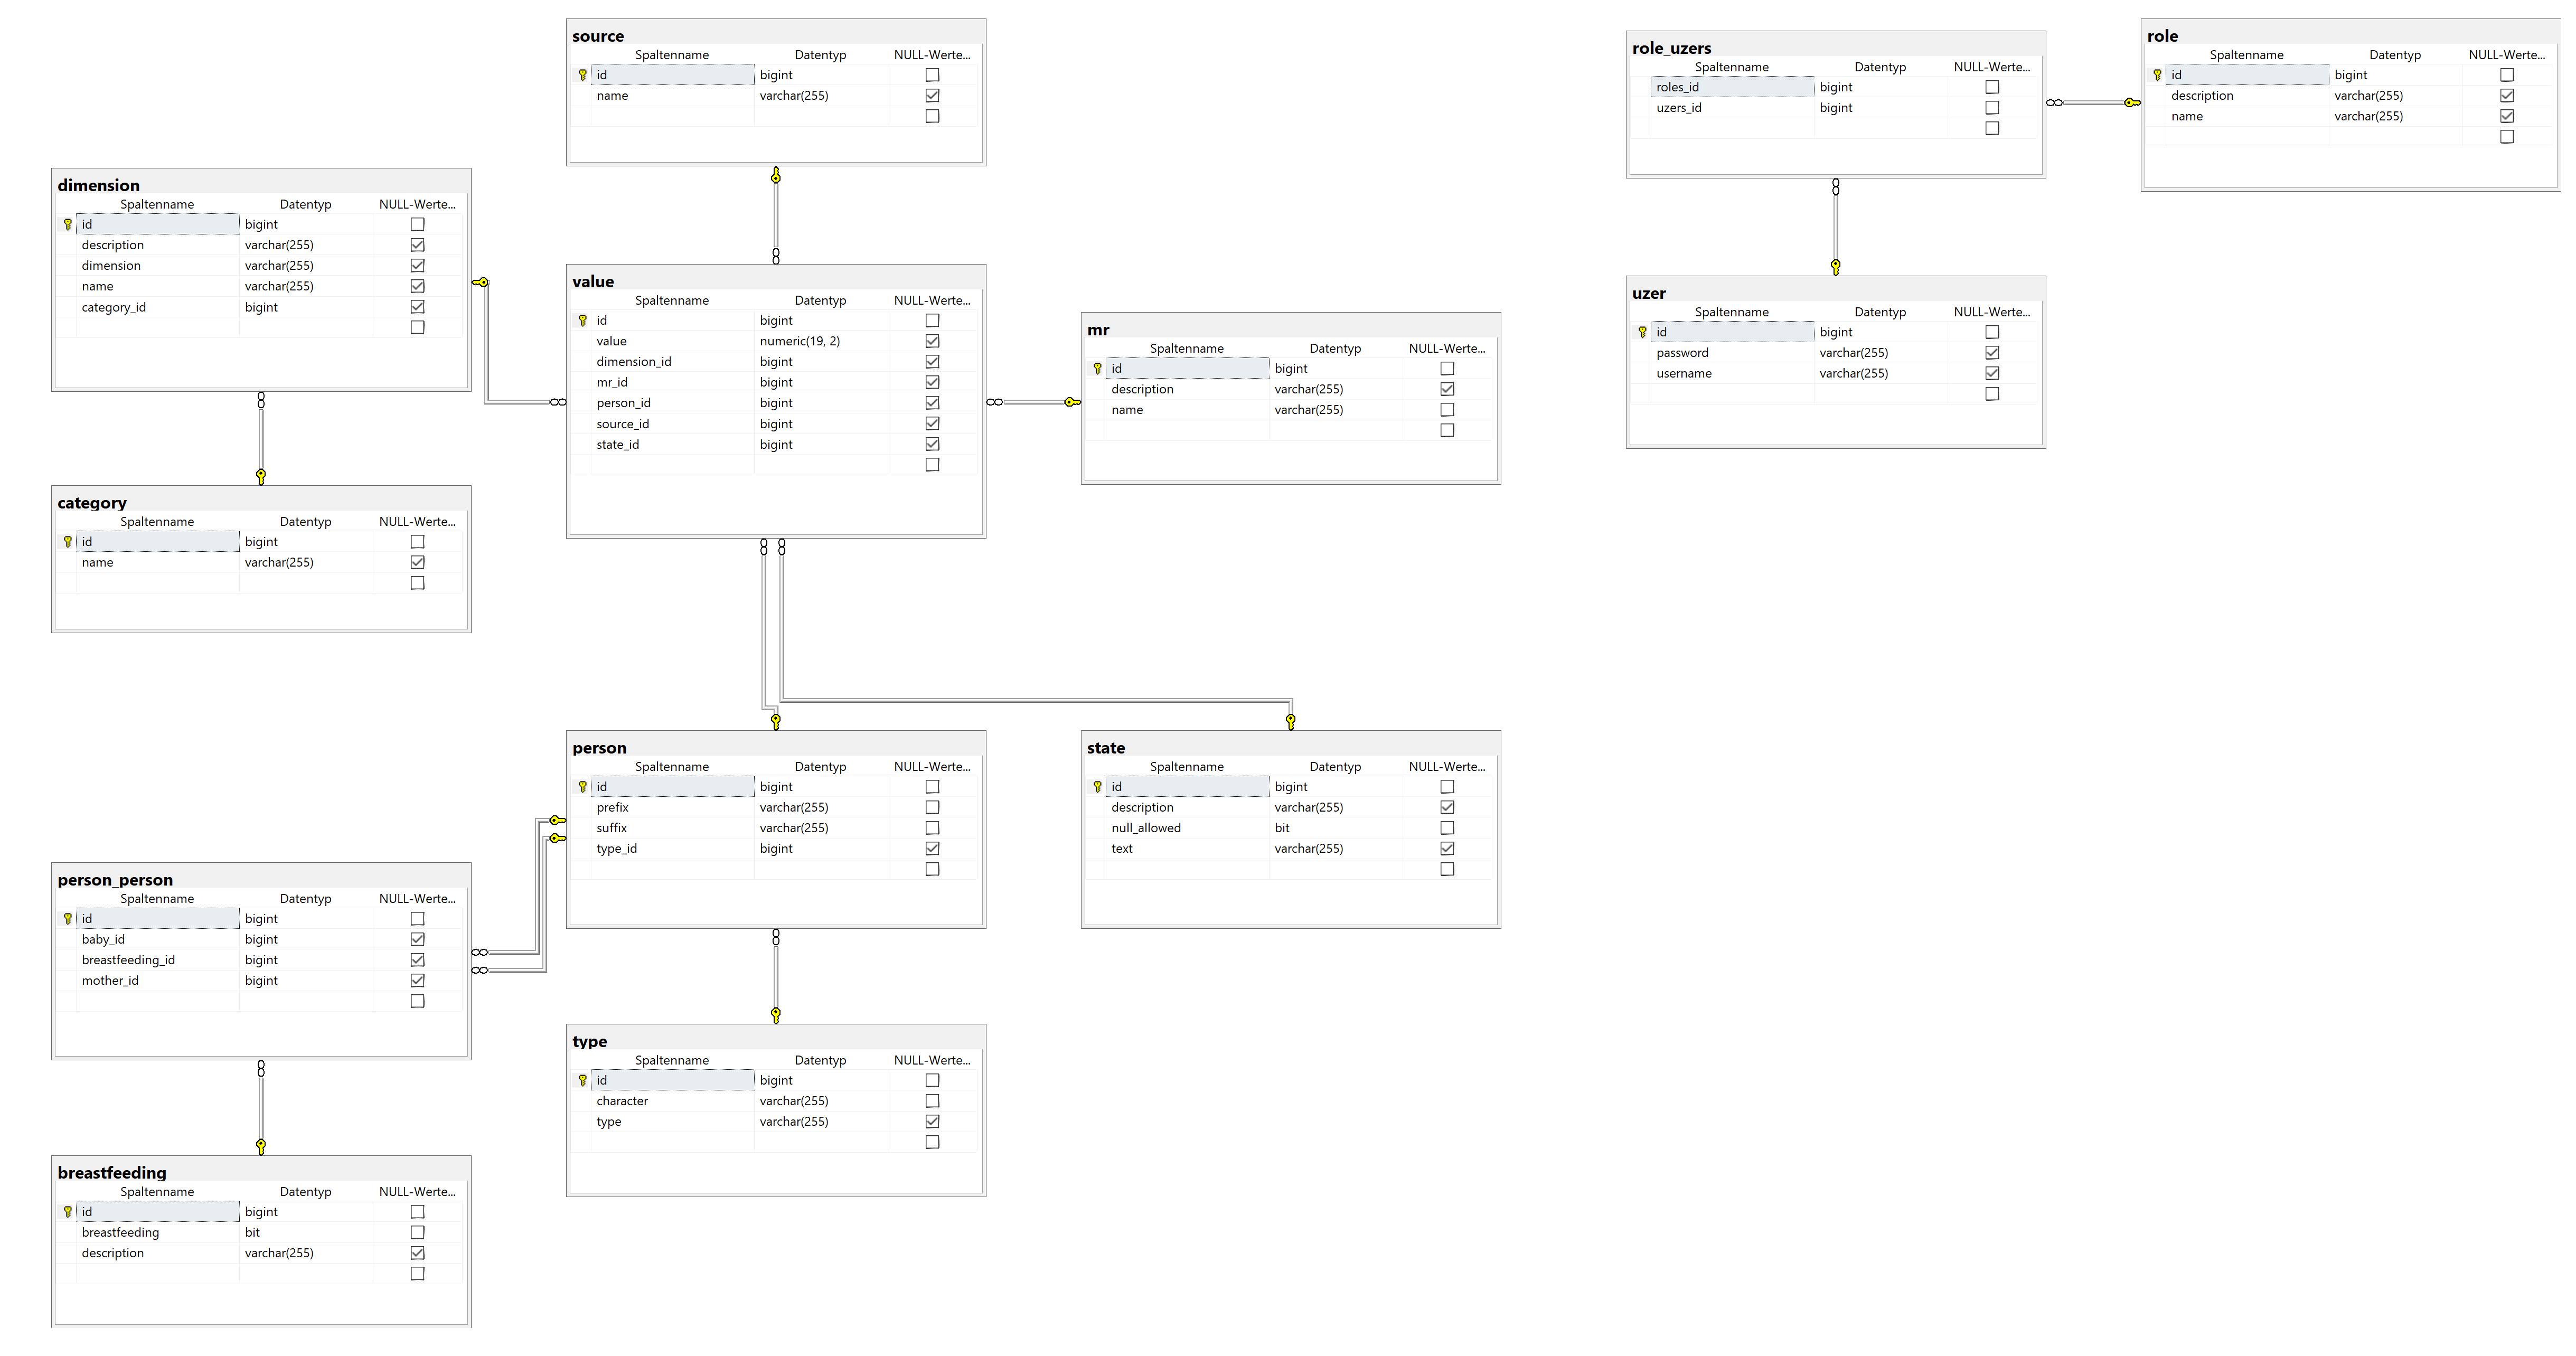 source
Spaltenname Datentyp NULL-Werte...
id bigint
name varchar(255)
role_uzers
Spaltenname Datentyp NULL-Werte...
roles_id bigint
uzers_id bigint
role
Spaltenname Datentyp NULL-Werte...
id bigint
description varchar(255)
name varchar(255)
dimension
Spaltenname Datentyp NULL-Werte...
id bigint
description varchar(255)
dimension varchar(255)
name varchar(255)
category_id bigint
value
Spaltenname Datentyp NULL-Werte...
id bigint
value numeric(19, 2)
dimension_id bigint
mr_id bigint
person_id bigint
source_id bigint
state_id bigint
mr
Spaltenname Datentyp NULL-Werte...
id bigint
description varchar(255)
name varchar(255)
uzer
Spaltenname Datentyp NULL-Werte...
id bigint
password varchar(255)
username varchar(255)
category
Spaltenname Datentyp NULL-Werte...
id bigint
name varchar(255)
person
Spaltenname Datentyp NULL-Werte...
id bigint
prefix varchar(255)
suffix varchar(255)
type_id bigint
state
Spaltenname Datentyp NULL-Werte...
id bigint
description varchar(255)
null_allowed bit
text varchar(255)
person_person
Spaltenname Datentyp NULL-Werte...
id bigint
baby_id bigint
breastfeeding_id bigint
mother_id bigint
type
Spaltenname Datentyp NULL-Werte...
id bigint
character varchar(255)
type varchar(255)
breastfeeding
Spaltenname Datentyp NULL-Werte...
id bigint
breastfeeding bit
description varchar(255)